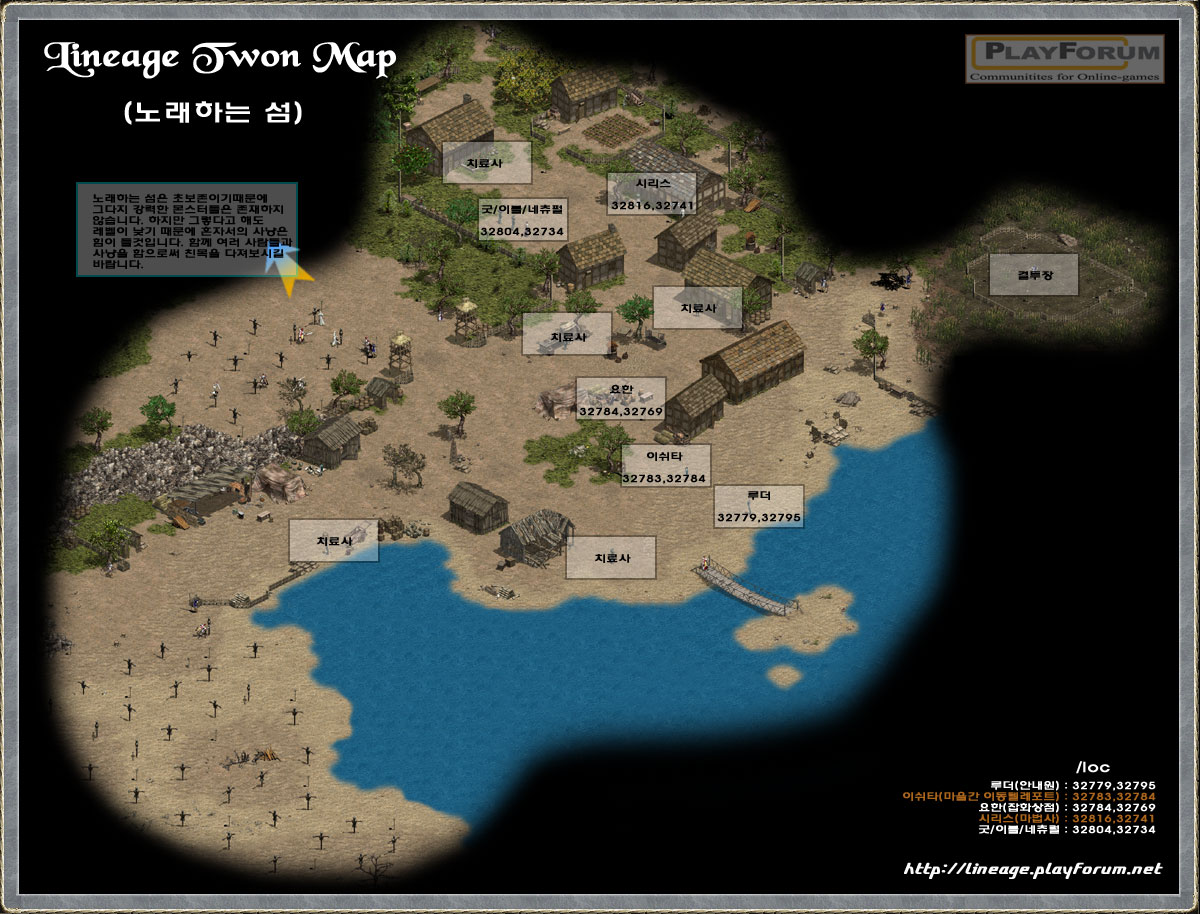 Lineage Twon Map
(노래하는 섬)
PLAYFORUM
Communitites for Online-games
노래하는 섬은 초보존이기때문에
그다지 강력한 몬스터들은 존재하지
않습니다. 하지만 그렇다고 해도
레벨이 낮기 때문에 혼자서의 사냥은
힘이 들것입니다. 함께 여러 사람들과
사냥을 함으로써 친목을 다져보시길
바랍니다.
치료사
시리스
32816,32741
굿/이를/네츄럴
32804,32734
결투장
치료사
치료사
요한
32784,32769
이쉬타
32783,32784
루더
32779,32795
치료사
치료사
/loc
루더(안내원) : 32779,32795
이쉬타(마을간 이동텔레포트) : 32783,32784
요한(잡화상점) : 32784,32769
시리스(마법사) : 32816,32741
굿/이를/네츄럴 : 32804,32734
http://lineage.playforum.net